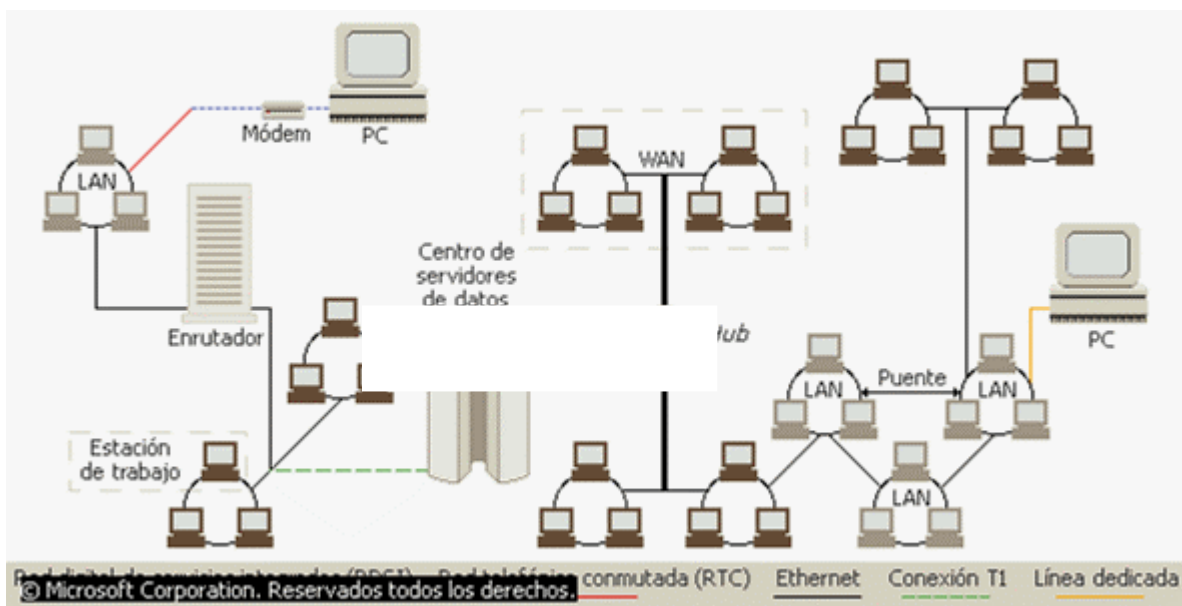 Módem
PC
LAN
WAN
Centro de
servidores
de datos
Enrutador
PC
LAN
Puente
LAN
Estación
de trabajo
LAN
conmutada (RTC)
Ethernet
Conexión T1
Línea dedicada
© Microsoft Corporation. Reservados todos los derechos.